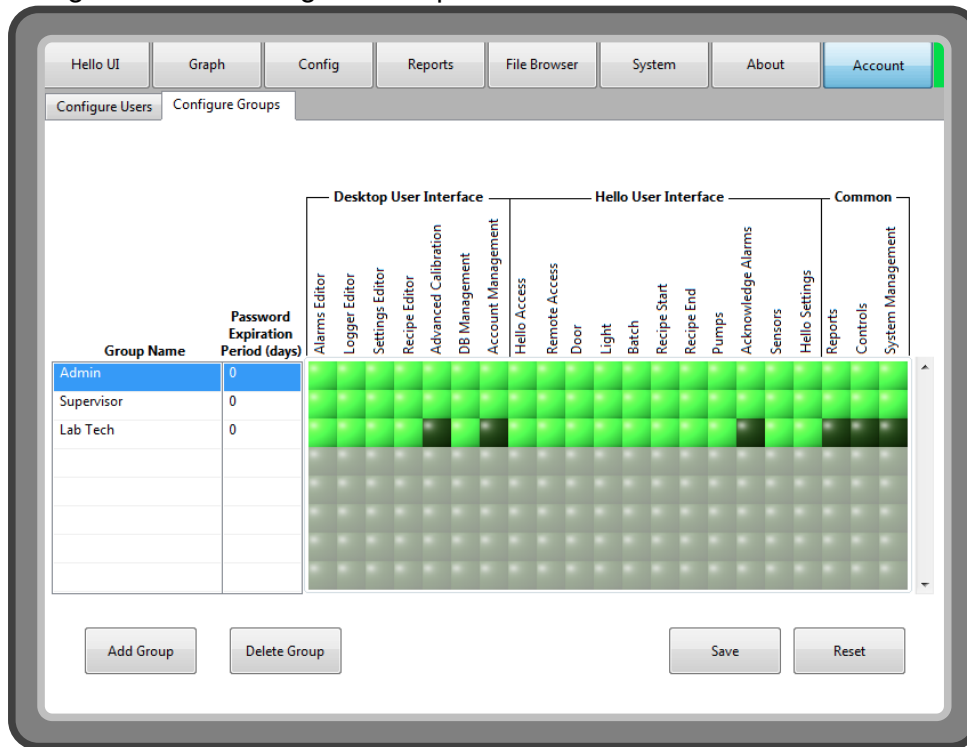 Hello UI
Graph
Config
Reports
File Browser
System
About
Account
Configure Users
Configure Groups
Desktop User Interface
Hello User Interface
Common
Group Name
Password
Expiration
Period (days)
Alarms Editor
Logger Editor
Settings Editor
Recipe Editor
Advanced Calibration
DB Management
Account Management
Hello Access
Remote Access
Door
Light
Batch
Recipe Start
Recipe End
Pumps
Acknowledge Alarms
Sensors
Hello Settings
Reports
Controls
System Management
Admin 0
Supervisor 0
Lab Tech 0
Add Group
Delete Group
Save
Reset